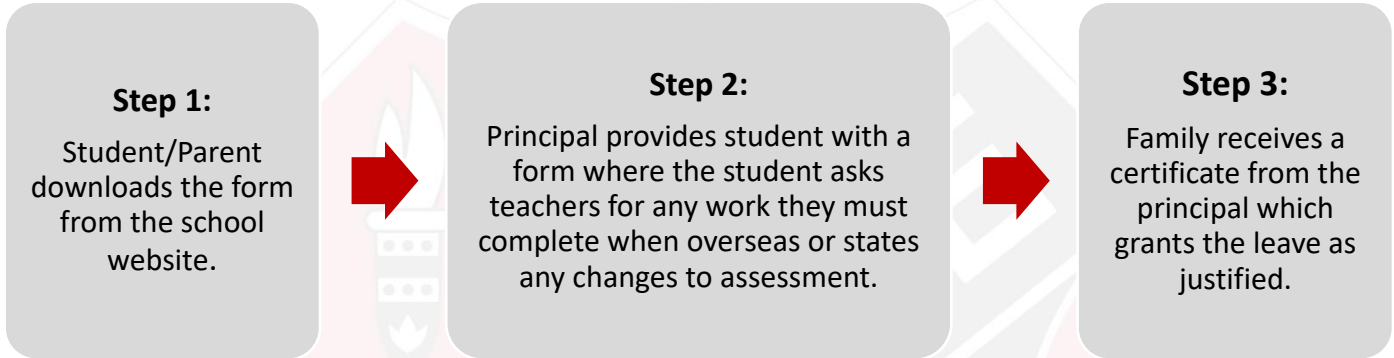 Step 1:
Student/Parent
downloads the form
from the school
website.
Step 2:
Principal provides student with a
form where the student asks
teachers for any work they must
complete when overseas or states
any changes to assessment.
Step 3:
Family receives a
certificate from the
principal which
grants the leave as
justified.